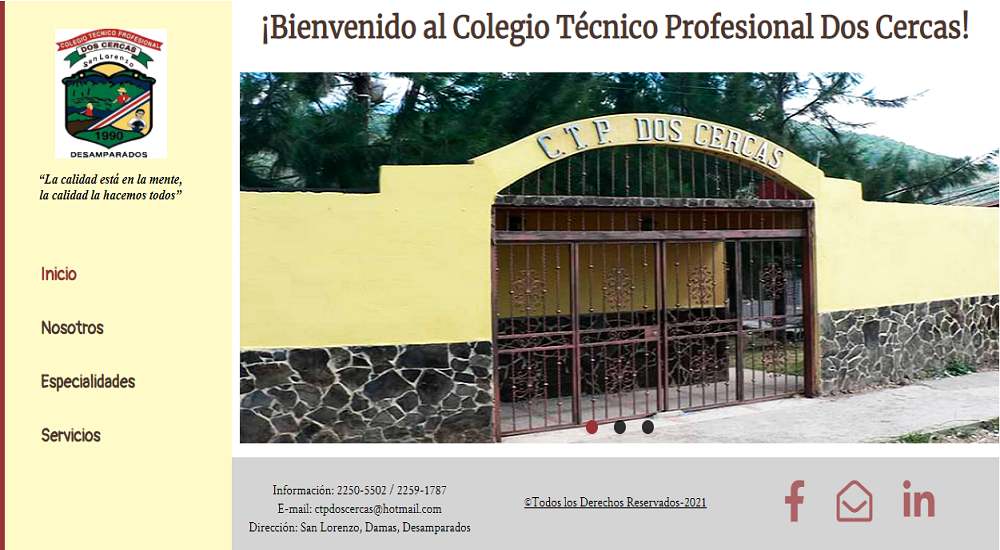 ¡Bienvenido al Colegio Técnico Profesional Dos Cercas!
COLEGIO TÉCNICO PROFESIONAL
DOS CERCAS
San Lorenzo
1990
DESAMPARADOS
“La calidad está en la mente,
la calidad la hacemos todos”
Inicio
Nosotros
Especialidades
Servicios
C.T.P. DOS CERCAS
Información: 2250-5502 / 2259-1787
E-mail: ctpdoscercas@hotmail.com
Dirección: San Lorenzo, Damas, Desamparados
©Todos los Derechos Reservados-2021
f
in